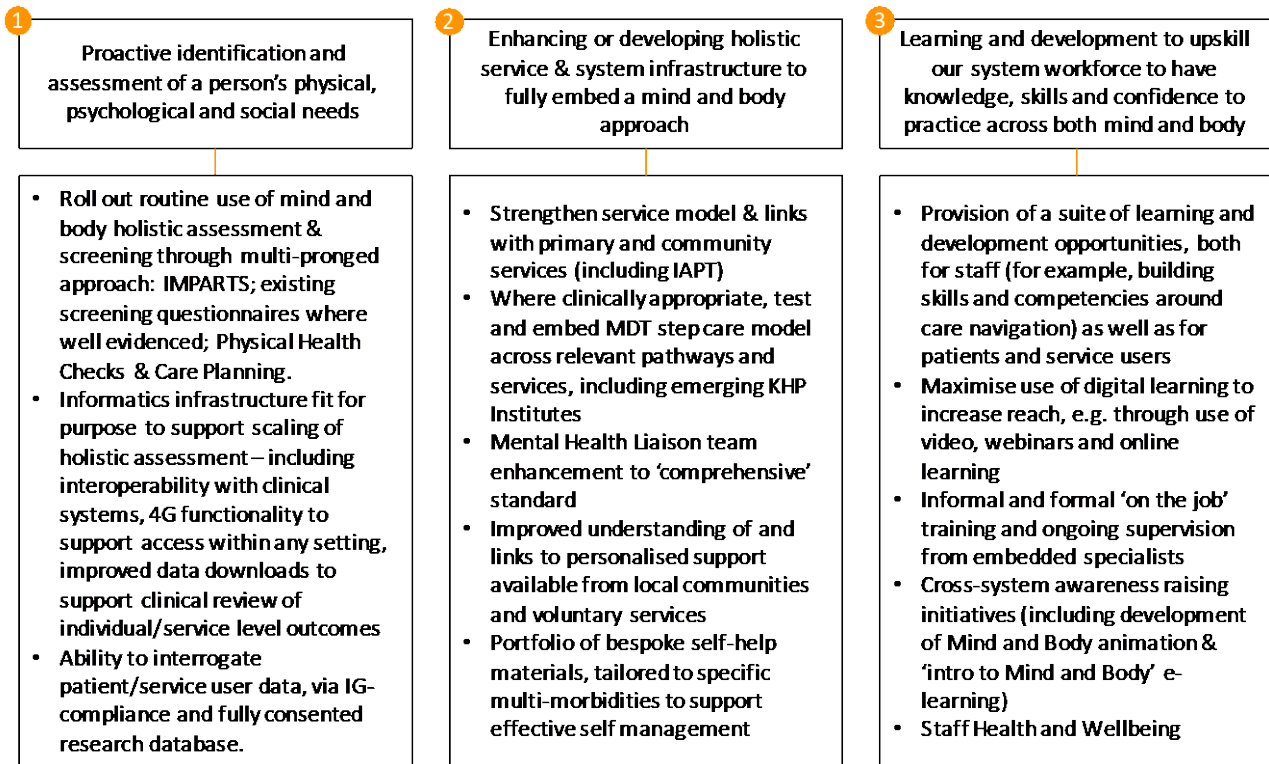 1
Proactive identification and
assessment of a person's physical,
psychological and social needs
• Roll out routine use of mind and
body holistic assessment &
screening through multi-pronged
approach: IMPARTS; existing
screening questionnaires where
well evidenced; Physical Health
Checks & Care Planning.
• Informatics infrastructure fit for
purpose to support scaling of
holistic assessment – including
interoperability with clinical
systems, 4G functionality to
support access within any setting,
improved data downloads to
support clinical review of
individual/service level outcomes
• Ability to interrogate
patient/service user data, via IG-
compliance and fully consented
research database.
2
Enhancing or developing holistic
service & system infrastructure to
fully embed a mind and body
approach
• Strengthen service model & links
with primary and community
services (including IAPT)
• Where clinically appropriate, test
and embed MDT step care model
across relevant pathways and
services, including emerging KHP
Institutes
• Mental Health Liaison team
enhancement to ‘comprehensive’
standard
• Improved understanding of and
links to personalised support
available from local communities
and voluntary services
• Portfolio of bespoke self-help
materials, tailored to specific
multi-morbidities to support
effective self management
3
Learning and development to upskill
our system workforce to have
knowledge, skills and confidence to
practice across both mind and body
• Provision of a suite of learning and
development opportunities, both
for staff (for example, building
skills and competencies around
care navigation) as well as for
patients and service users
• Maximise use of digital learning to
increase reach, e.g. through use of
video, webinars and online
learning
• Informal and formal ‘on the job’
training and ongoing supervision
from embedded specialists
• Cross-system awareness raising
initiatives (including development
of Mind and Body animation &
‘intro to Mind and Body’ e-
learning)
• Staff Health and Wellbeing